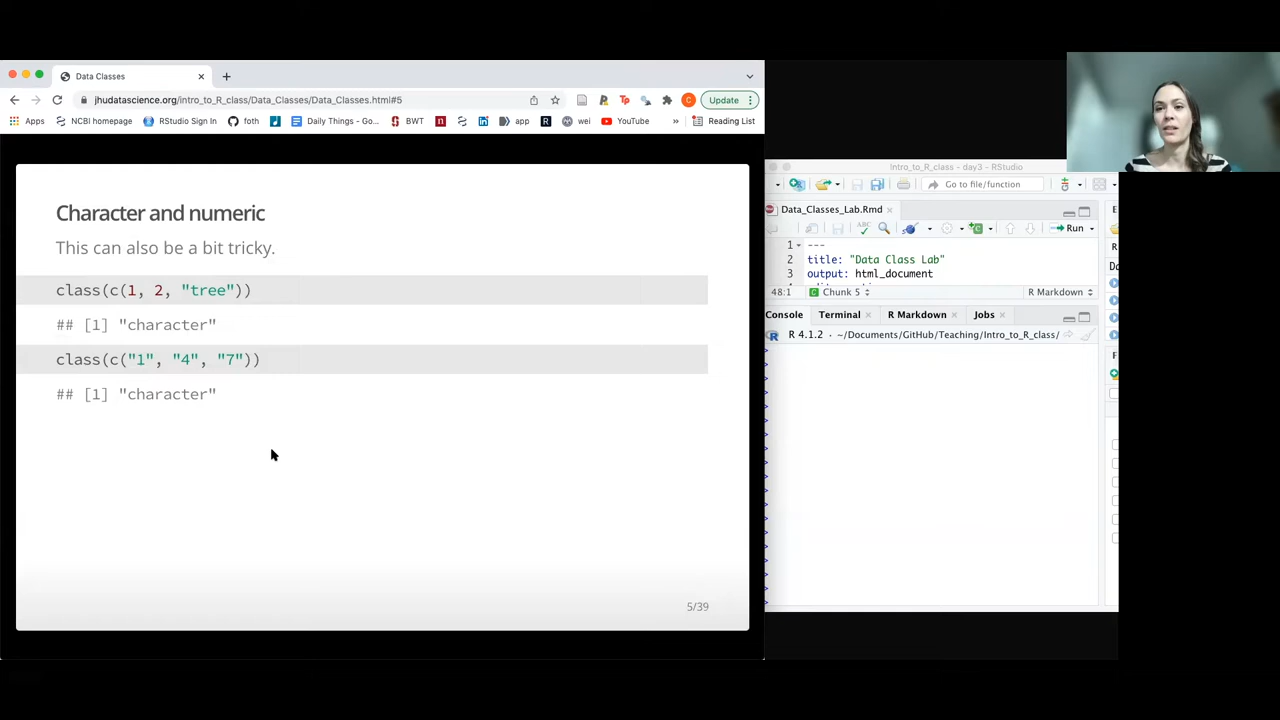 Data Classes
jhudatascience.org/intro_to_R_class/Data_Classes/Data_Classes.html#5
Update
Apps
NCBI homepage
RStudio Sign In
foth
Daily Things - Go...
BWT
app
wei
YouTube
»
Reading List
Character and numeric
This can also be a bit tricky.
class(c(1, 2, "tree"))
## [1] "character"
class(c("1", "4", "7"))
## [1] "character"
5/39
Intro_to_R_class - day3 - RStudio
Go to file/function
Data_Classes_Lab.Rmd
Run
1 ---
2 title: "Data Class Lab"
3 output: html_document
48:1 Chunk 5 R Markdown
Console Terminal R Markdown Jobs
R 4.1.2 · ~/Documents/GitHub/Teaching/Intro_to_R_class/